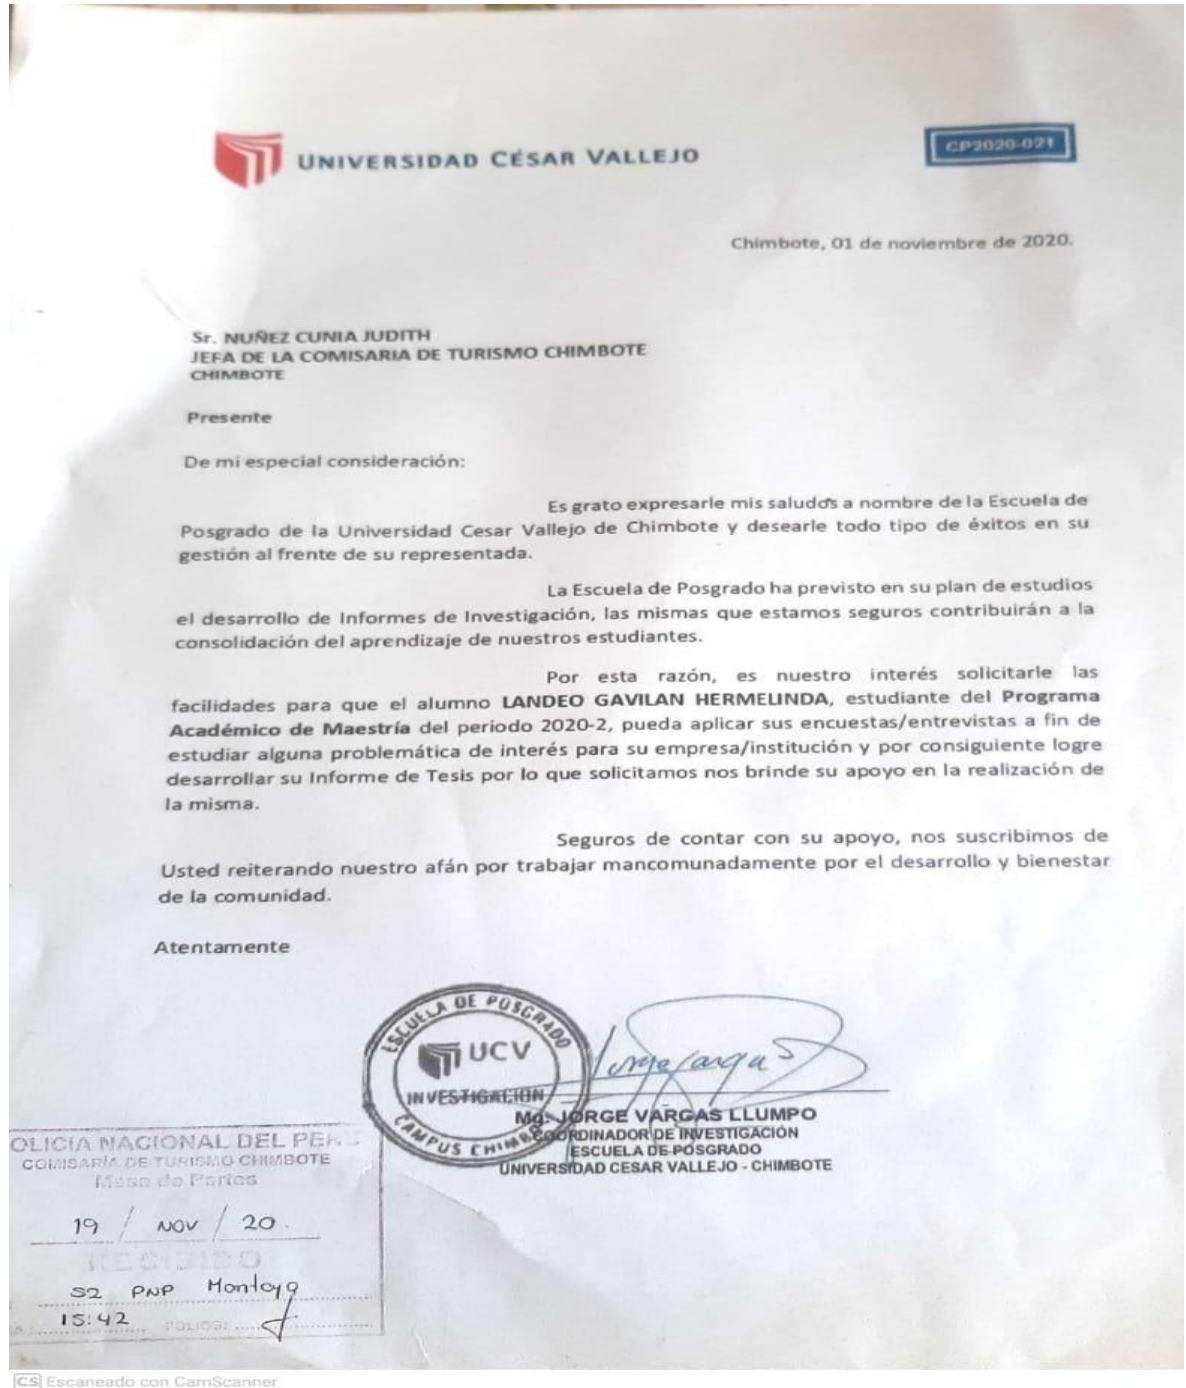 UNIVERSIDAD CÉSAR VALLEJO
CP2020-021
Chimbote, 01 de noviembre de 2020.
Sr. NUÑEZ CUNIA JUDITH
JEFA DE LA COMISARIA DE TURISMO CHIMBOTE
CHIMBOTE
Presente
De mi especial consideración:
Es grato expresarle mis saludos a nombre de la Escuela de
Posgrado de la Universidad Cesar Vallejo de Chimbote y desearle todo tipo de éxitos en su
gestión al frente de su representada.
La Escuela de Posgrado ha previsto en su plan de estudios
el desarrollo de Informes de Investigación, las mismas que estamos seguros contribuirán a la
consolidación del aprendizaje de nuestros estudiantes.
Por esta razón, es nuestro interés solicitarle las
facilidades para que el alumno LANDEO GAVILAN HERMELINDA, estudiante del Programa
Académico de Maestría del periodo 2020-2, pueda aplicar sus encuestas/entrevistas a fin de
estudiar alguna problemática de interés para su empresa/institución y por consiguiente logre
desarrollar su Informe de Tesis por lo que solicitamos nos brinde su apoyo en la realización de
la misma.
Seguros de contar con su apoyo, nos suscribimos de
Usted reiterando nuestro afán por trabajar mancomunadamente por el desarrollo y bienestar
de la comunidad.
Atentamente
ESCUELA DE POSGRADO
UCV
INVESTIGACION
CAMPUS CHIMB
Jorge Vargas
Mg. JORGE VARGAS LLUMPO
COORDINADOR DE INVESTIGACIÓN
ESCUELA DE POSGRADO
UNIVERSIDAD CESAR VALLEJO - CHIMBOTE
OLICIA NACIONAL DEL PER
COMISARÍA DE TURISMO CHIMBOTE
Mesa de Partes
19 / NOV / 20.
RECIBIDO
S2 PNP Montoya
15:42 FOLIOS:
CS Escaneado con CamScanner